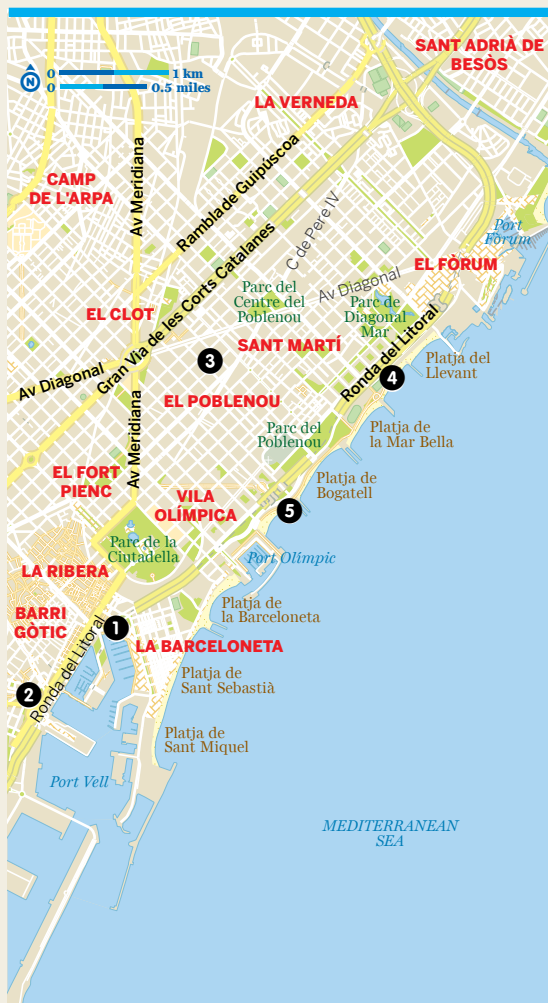 SANT ADRIÀ DE
BESÒS
N
0 1 km
0 0.5 miles
LA VERNEDA
CAMP
DE L'ARPA
Av Meridiana
Rambla de Guipúscoa
C de Pere IV
Port
Fòrum
Gran Via de les Corts Catalanes
Av Diagonal
EL FÒRUM
Parc del
Centre del
Poblenou
Parc de
Diagonal
Mar
EL CLOT
Ronda del Litoral
SANT MARTÍ
3
Platja del
Llevant
4
Av Diagonal
EL POBLENOU
Av Meridiana
Parc del
Poblenou
Platja de
la Mar Bella
EL FORT
PIENC
Platja de
Bogatell
VILA
OLÍMPICA
5
Parc de la
Ciutadella
Port Olímpic
LA RIBERA
Platja de
la Barceloneta
BARRI
GÒTIC
1
LA BARCELONETA
Ronda del Litoral
Platja de
Sant Sebastià
2
Platja de
Sant Miquel
Port Vell
MEDITERRANEAN
SEA